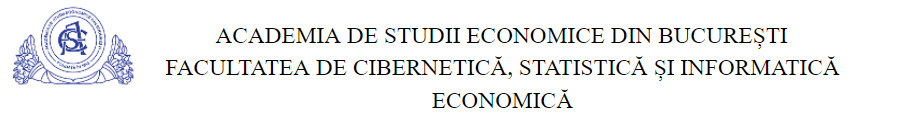 ACADEMIA DE STUDII ECONOMICE DIN BUCUREȘTI
FACULTATEA DE CIBERNETICĂ, STATISTICĂ ȘI INFORMATICĂ
ECONOMICĂ